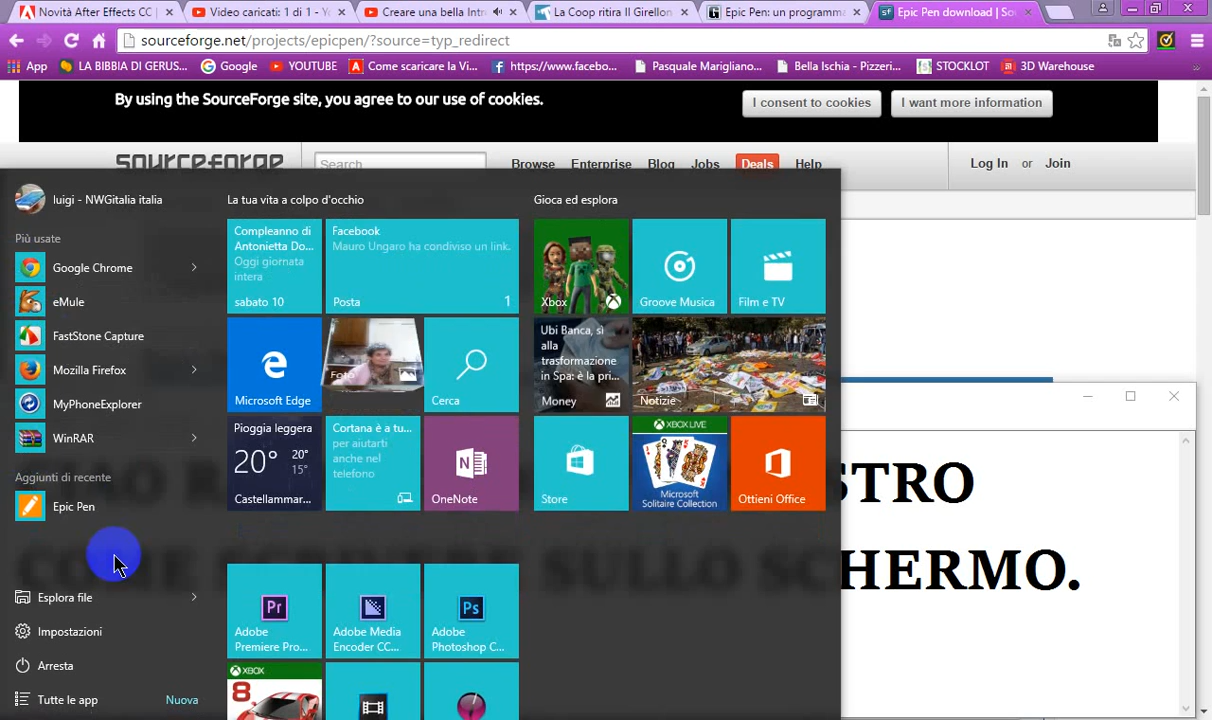 Novità After Effects CC |
Video caricati: 1 di 1 - Yo
Creare una bella Intr
La Coop ritira Il Girellon
Epic Pen: un programma
Epic Pen download | So
sourceforge.net/projects/epicpen/?source=typ_redirect
App
LA BIBBIA DI GERUS...
Google
YOUTUBE
Come scaricare la Vi...
https://www.facebo...
Pasquale Marigliano...
Bella Ischia - Pizzeri...
STOCKLOT
3D Warehouse
By using the SourceForge site, you agree to our use of cookies.
I consent to cookies
I want more information
sourceforge
Search
Browse
Enterprise
Blog
Jobs
Deals
Help
Log In or Join
luigi - NWGitalia italia
Più usate
Google Chrome
eMule
FastStone Capture
Mozilla Firefox
MyPhoneExplorer
WinRAR
Aggiunti di recente
Epic Pen
Esplora file
Impostazioni
Arresta
Tutte le app
Nuova
La tua vita a colpo d'occhio
Compleanno di
Antonietta Do...
Oggi giornata
intera
sabato 10
Facebook
Mauro Ungaro ha condiviso un link.
Posta
1
Microsoft Edge
Foto
Cerca
Pioggia leggera
20°
20°
15°
Castellammar...
Cortana è a tu...
per aiutarti
anche nel
telefono
OneNote
Gioca ed esplora
Xbox
Groove Musica
Film e TV
Ubi Banca, sì
alla
trasformazione
in Spa: è la pri...
Money
Notizie
Store
XBOX LIVE
Microsoft
Solitaire Collection
Ottieni Office
Pr
Adobe
Premiere Pro...
Adobe Media
Encoder CC...
Ps
Adobe
Photoshop C...
XBOX
8.
STRO
COME SCRIVERE SULLO SCHERMO.